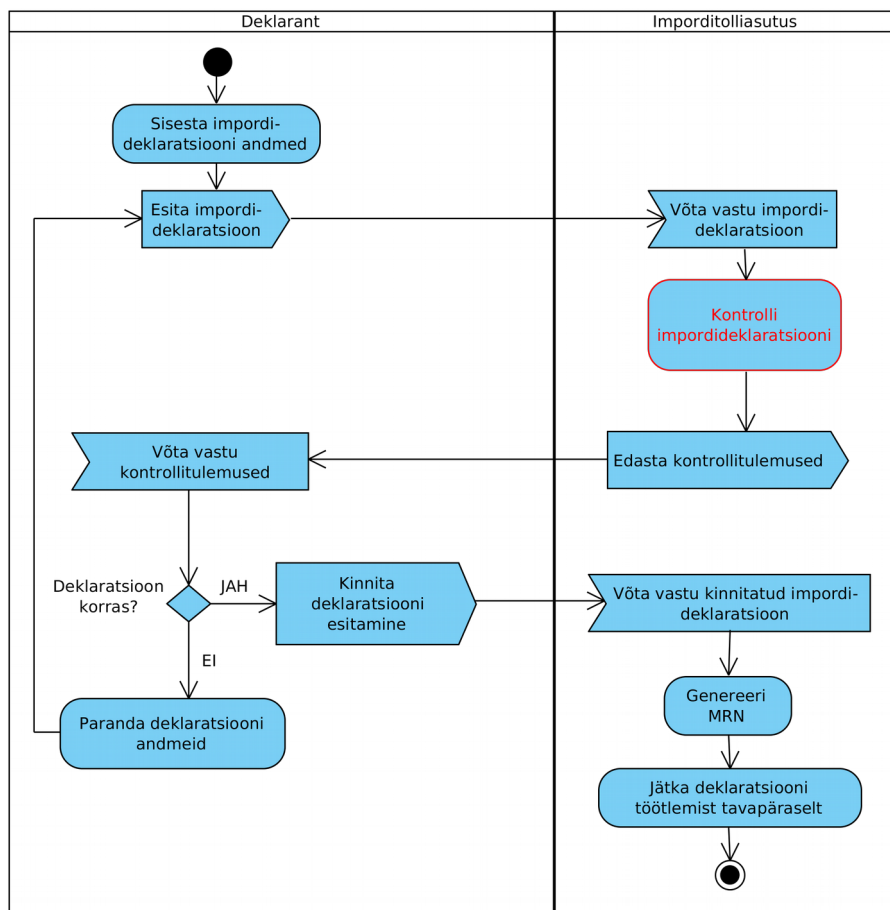 Deklarant
Imporditolliasutus
Sisesta impordi-
deklaratsiooni andmed
Esita impordi-
deklaratsioon
Võta vastu impordi-
deklaratsioon
Kontrolli
impordideklaratsiooni
Edasta kontrollitulemused
Võta vastu
kontrollitulemused
Deklaratsioon
korras?
JAH
EI
Kinnita
deklaratsiooni
esitamine
Võta vastu kinnitatud impordi-
deklaratsioon
Paranda deklaratsiooni
andmeid
Genereeri
MRN
Jätka deklaratsiooni
töötlemist tavapäraselt